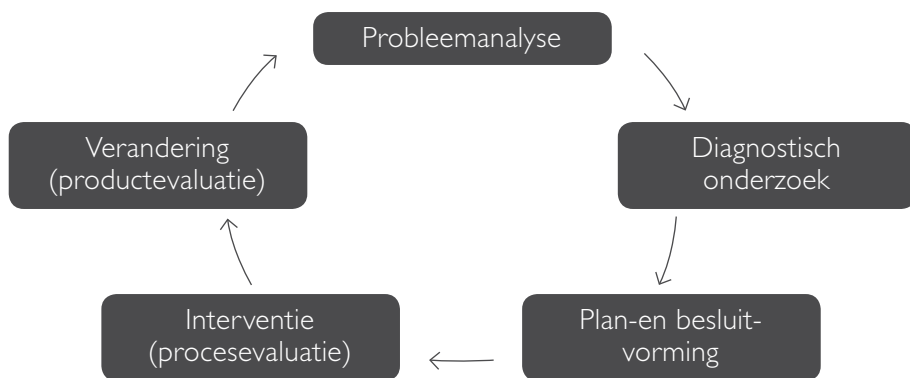 Probleemanalyse
Diagnostisch
onderzoek
Plan-en besluit-
vorming
Interventie
(procesevaluatie)
Verandering
(productevaluatie)